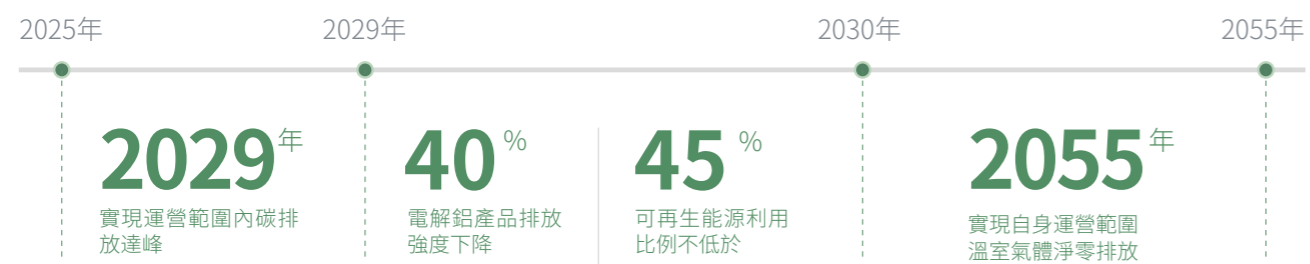 2025年
2029年
2030年
2055年
2029年
實現運營範圍內碳排
放達峰
40%
電解鋁產品排放
強度下降
45%
可再生能源利用
比例不低於
2055年
實現自身運營範圍
溫室氣體淨零排放